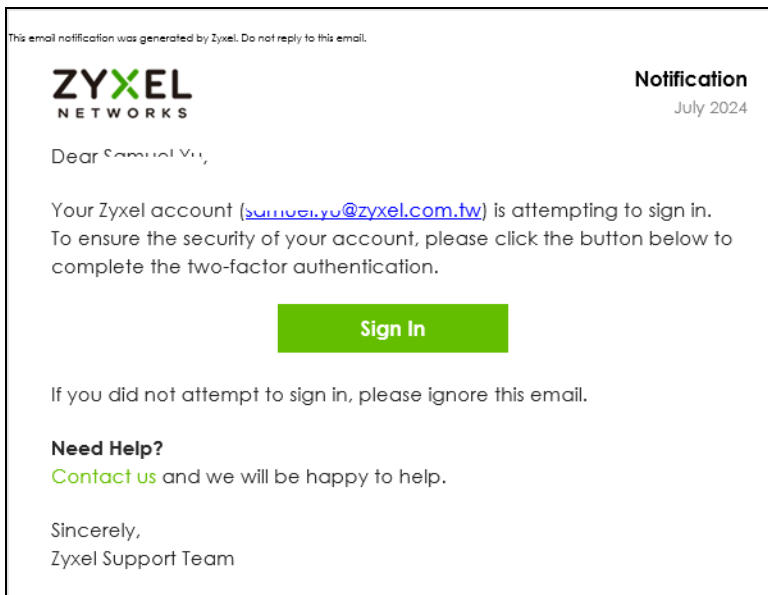 This email notification was generated by Zyxel. Do not reply to this email.
ZYXEL
NETWORKS
Notification
July 2024
Dear
Your Zyxel account (samuel.yu@zyxel.com.tw) is attempting to sign in.
To ensure the security of your account, please click the button below to
complete the two-factor authentication.
Sign In
If you did not attempt to sign in, please ignore this email.
Need Help?
Contact us and we will be happy to help.
Sincerely,
Zyxel Support Team